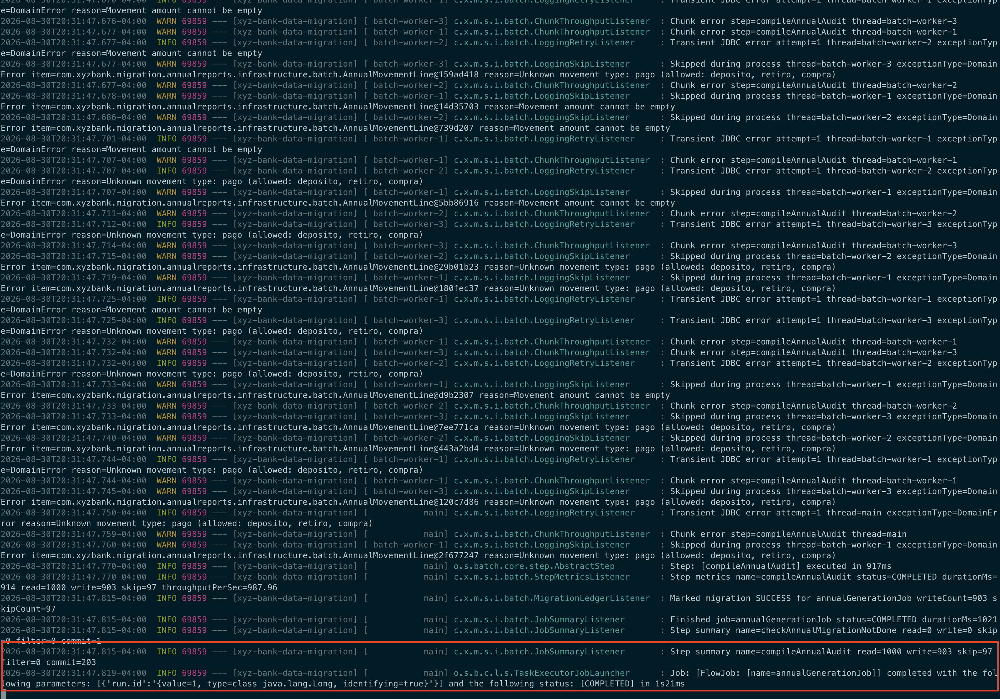 2026-08-30T20:31:47.670-04:00  INFO 69859 --- [xyz-bank-data-migration] [ batch-worker-1] c.x.m.s.i.batch.LoggingRetryListener     : Transient JDBC error attempt=1 thread=batch-worker-1 exceptionTyp
e=DomainError reason=Movement amount cannot be empty
2026-08-30T20:31:47.676-04:00  WARN 69859 --- [xyz-bank-data-migration] [ batch-worker-3] c.x.m.s.i.batch.ChunkThroughputListener  : Chunk error step=compileAnnualAudit thread=batch-worker-3
2026-08-30T20:31:47.677-04:00  WARN 69859 --- [xyz-bank-data-migration] [ batch-worker-1] c.x.m.s.i.batch.ChunkThroughputListener  : Chunk error step=compileAnnualAudit thread=batch-worker-1
2026-08-30T20:31:47.677-04:00  INFO 69859 --- [xyz-bank-data-migration] [ batch-worker-2] c.x.m.s.i.batch.LoggingRetryListener     : Transient JDBC error attempt=1 thread=batch-worker-2 exceptionTyp
e=DomainError reason=Movement amount cannot be empty
2026-08-30T20:31:47.677-04:00  WARN 69859 --- [xyz-bank-data-migration] [ batch-worker-3] c.x.m.s.i.batch.LoggingSkipListener      : Skipped during process thread=batch-worker-3 exceptionType=Domain
Error item=com.xyzbank.migration.annualreports.infrastructure.batch.AnnualMovementLine@159ad418 reason=Unknown movement type: pago (allowed: deposito, retiro, compra)
2026-08-30T20:31:47.677-04:00  WARN 69859 --- [xyz-bank-data-migration] [ batch-worker-2] c.x.m.s.i.batch.ChunkThroughputListener  : Chunk error step=compileAnnualAudit thread=batch-worker-2
2026-08-30T20:31:47.678-04:00  WARN 69859 --- [xyz-bank-data-migration] [ batch-worker-1] c.x.m.s.i.batch.LoggingSkipListener      : Skipped during process thread=batch-worker-1 exceptionType=Domain
Error item=com.xyzbank.migration.annualreports.infrastructure.batch.AnnualMovementLine@14d35703 reason=Movement amount cannot be empty
2026-08-30T20:31:47.686-04:00  WARN 69859 --- [xyz-bank-data-migration] [ batch-worker-2] c.x.m.s.i.batch.LoggingSkipListener      : Skipped during process thread=batch-worker-2 exceptionType=Domain
Error item=com.xyzbank.migration.annualreports.infrastructure.batch.AnnualMovementLine@739d207 reason=Movement amount cannot be empty
2026-08-30T20:31:47.701-04:00  INFO 69859 --- [xyz-bank-data-migration] [ batch-worker-1] c.x.m.s.i.batch.LoggingRetryListener     : Transient JDBC error attempt=1 thread=batch-worker-1 exceptionTyp
e=DomainError reason=Movement amount cannot be empty
2026-08-30T20:31:47.707-04:00  WARN 69859 --- [xyz-bank-data-migration] [ batch-worker-1] c.x.m.s.i.batch.ChunkThroughputListener  : Chunk error step=compileAnnualAudit thread=batch-worker-1
2026-08-30T20:31:47.707-04:00  INFO 69859 --- [xyz-bank-data-migration] [ batch-worker-2] c.x.m.s.i.batch.LoggingRetryListener     : Transient JDBC error attempt=1 thread=batch-worker-2 exceptionTyp
e=DomainError reason=Unknown movement type: pago (allowed: deposito, retiro, compra)
2026-08-30T20:31:47.707-04:00  WARN 69859 --- [xyz-bank-data-migration] [ batch-worker-1] c.x.m.s.i.batch.LoggingSkipListener      : Skipped during process thread=batch-worker-1 exceptionType=Domain
Error item=com.xyzbank.migration.annualreports.infrastructure.batch.AnnualMovementLine@5bb86916 reason=Movement amount cannot be empty
2026-08-30T20:31:47.711-04:00  WARN 69859 --- [xyz-bank-data-migration] [ batch-worker-2] c.x.m.s.i.batch.ChunkThroughputListener  : Chunk error step=compileAnnualAudit thread=batch-worker-2
2026-08-30T20:31:47.712-04:00  INFO 69859 --- [xyz-bank-data-migration] [ batch-worker-3] c.x.m.s.i.batch.LoggingRetryListener     : Transient JDBC error attempt=1 thread=batch-worker-3 exceptionTyp
e=DomainError reason=Unknown movement type: pago (allowed: deposito, retiro, compra)
2026-08-30T20:31:47.714-04:00  WARN 69859 --- [xyz-bank-data-migration] [ batch-worker-3] c.x.m.s.i.batch.ChunkThroughputListener  : Chunk error step=compileAnnualAudit thread=batch-worker-3
2026-08-30T20:31:47.715-04:00  WARN 69859 --- [xyz-bank-data-migration] [ batch-worker-2] c.x.m.s.i.batch.LoggingSkipListener      : Skipped during process thread=batch-worker-2 exceptionType=Domain
Error item=com.xyzbank.migration.annualreports.infrastructure.batch.AnnualMovementLine@29b01b23 reason=Unknown movement type: pago (allowed: deposito, retiro, compra)
2026-08-30T20:31:47.719-04:00  WARN 69859 --- [xyz-bank-data-migration] [ batch-worker-1] c.x.m.s.i.batch.LoggingSkipListener      : Skipped during process thread=batch-worker-1 exceptionType=Domain
Error item=com.xyzbank.migration.annualreports.infrastructure.batch.AnnualMovementLine@180fec37 reason=Unknown movement type: pago (allowed: deposito, retiro, compra)
2026-08-30T20:31:47.725-04:00  INFO 69859 --- [xyz-bank-data-migration] [ batch-worker-1] c.x.m.s.i.batch.LoggingRetryListener     : Transient JDBC error attempt=1 thread=batch-worker-1 exceptionTyp
e=DomainError reason=Movement amount cannot be empty
2026-08-30T20:31:47.725-04:00  INFO 69859 --- [xyz-bank-data-migration] [ batch-worker-3] c.x.m.s.i.batch.LoggingRetryListener     : Transient JDBC error attempt=1 thread=batch-worker-3 exceptionTyp
e=DomainError reason=Unknown movement type: pago (allowed: deposito, retiro, compra)
2026-08-30T20:31:47.732-04:00  WARN 69859 --- [xyz-bank-data-migration] [ batch-worker-1] c.x.m.s.i.batch.ChunkThroughputListener  : Chunk error step=compileAnnualAudit thread=batch-worker-1
2026-08-30T20:31:47.732-04:00  WARN 69859 --- [xyz-bank-data-migration] [ batch-worker-3] c.x.m.s.i.batch.ChunkThroughputListener  : Chunk error step=compileAnnualAudit thread=batch-worker-3
2026-08-30T20:31:47.732-04:00  INFO 69859 --- [xyz-bank-data-migration] [ batch-worker-2] c.x.m.s.i.batch.LoggingRetryListener     : Transient JDBC error attempt=1 thread=batch-worker-2 exceptionTyp
e=DomainError reason=Unknown movement type: pago (allowed: deposito, retiro, compra)
2026-08-30T20:31:47.733-04:00  WARN 69859 --- [xyz-bank-data-migration] [ batch-worker-1] c.x.m.s.i.batch.LoggingSkipListener      : Skipped during process thread=batch-worker-1 exceptionType=Domain
Error item=com.xyzbank.migration.annualreports.infrastructure.batch.AnnualMovementLine@d9b2307 reason=Movement amount cannot be empty
2026-08-30T20:31:47.733-04:00  WARN 69859 --- [xyz-bank-data-migration] [ batch-worker-2] c.x.m.s.i.batch.ChunkThroughputListener  : Chunk error step=compileAnnualAudit thread=batch-worker-2
2026-08-30T20:31:47.733-04:00  WARN 69859 --- [xyz-bank-data-migration] [ batch-worker-3] c.x.m.s.i.batch.LoggingSkipListener      : Skipped during process thread=batch-worker-3 exceptionType=Domain
Error item=com.xyzbank.migration.annualreports.infrastructure.batch.AnnualMovementLine@7ee771ca reason=Unknown movement type: pago (allowed: deposito, retiro, compra)
2026-08-30T20:31:47.740-04:00  WARN 69859 --- [xyz-bank-data-migration] [ batch-worker-2] c.x.m.s.i.batch.LoggingSkipListener      : Skipped during process thread=batch-worker-2 exceptionType=Domain
Error item=com.xyzbank.migration.annualreports.infrastructure.batch.AnnualMovementLine@443a2bd4 reason=Unknown movement type: pago (allowed: deposito, retiro, compra)
2026-08-30T20:31:47.744-04:00  INFO 69859 --- [xyz-bank-data-migration] [ batch-worker-1] c.x.m.s.i.batch.LoggingRetryListener     : Transient JDBC error attempt=1 thread=batch-worker-1 exceptionTyp
e=DomainError reason=Unknown movement type: pago (allowed: deposito, retiro, compra)
2026-08-30T20:31:47.744-04:00  WARN 69859 --- [xyz-bank-data-migration] [ batch-worker-1] c.x.m.s.i.batch.ChunkThroughputListener  : Chunk error step=compileAnnualAudit thread=batch-worker-1
2026-08-30T20:31:47.745-04:00  WARN 69859 --- [xyz-bank-data-migration] [ batch-worker-3] c.x.m.s.i.batch.LoggingSkipListener      : Skipped during process thread=batch-worker-3 exceptionType=Domain
Error item=com.xyzbank.migration.annualreports.infrastructure.batch.AnnualMovementLine@120c7d86 reason=Unknown movement type: pago (allowed: deposito, retiro, compra)
2026-08-30T20:31:47.750-04:00  INFO 69859 --- [xyz-bank-data-migration] [           main] c.x.m.s.i.batch.LoggingRetryListener     : Transient JDBC error attempt=1 thread=main exceptionType=DomainEr
ror reason=Unknown movement type: pago (allowed: deposito, retiro, compra)
2026-08-30T20:31:47.759-04:00  WARN 69859 --- [xyz-bank-data-migration] [           main] c.x.m.s.i.batch.ChunkThroughputListener  : Chunk error step=compileAnnualAudit thread=main
2026-08-30T20:31:47.760-04:00  WARN 69859 --- [xyz-bank-data-migration] [ batch-worker-1] c.x.m.s.i.batch.LoggingSkipListener      : Skipped during process thread=batch-worker-1 exceptionType=Domain
Error item=com.xyzbank.migration.annualreports.infrastructure.batch.AnnualMovementLine@2f677247 reason=Unknown movement type: pago (allowed: deposito, retiro, compra)
2026-08-30T20:31:47.770-04:00  INFO 69859 --- [xyz-bank-data-migration] [           main] o.s.batch.core.step.AbstractStep         : Step: [compileAnnualAudit] executed in 917ms
2026-08-30T20:31:47.770-04:00  INFO 69859 --- [xyz-bank-data-migration] [           main] c.x.m.s.i.batch.StepMetricsListener      : Step metrics name=compileAnnualAudit status=COMPLETED durationMs=
914 read=1000 write=903 skip=97 throughputPerSec=987.96
2026-08-30T20:31:47.815-04:00  INFO 69859 --- [xyz-bank-data-migration] [           main] c.x.m.s.i.batch.MigrationLedgerListener  : Marked migration SUCCESS for annualGenerationJob writeCount=903 s
kipCount=97
2026-08-30T20:31:47.815-04:00  INFO 69859 --- [xyz-bank-data-migration] [           main] c.x.m.s.i.batch.JobSummaryListener       : Finished job=annualGenerationJob status=COMPLETED durationMs=1021
2026-08-30T20:31:47.815-04:00  INFO 69859 --- [xyz-bank-data-migration] [           main] c.x.m.s.i.batch.JobSummaryListener       : Step summary name=checkAnnualMigrationNotDone read=0 write=0 skip
=0 filter=0 commit=1
2026-08-30T20:31:47.815-04:00  INFO 69859 --- [xyz-bank-data-migration] [           main] c.x.m.s.i.batch.JobSummaryListener       : Step summary name=compileAnnualAudit read=1000 write=903 skip=97
filter=0 commit=203
2026-08-30T20:31:47.819-04:00  INFO 69859 --- [xyz-bank-data-migration] [           main] o.s.b.c.l.s.TaskExecutorJobLauncher      : Job: [FlowJob: [name=annualGenerationJob]] completed with the fol
lowing parameters: [{'run.id':'{value=1, type=class java.lang.Long, identifying=true}'}] and the following status: [COMPLETED] in 1s21ms